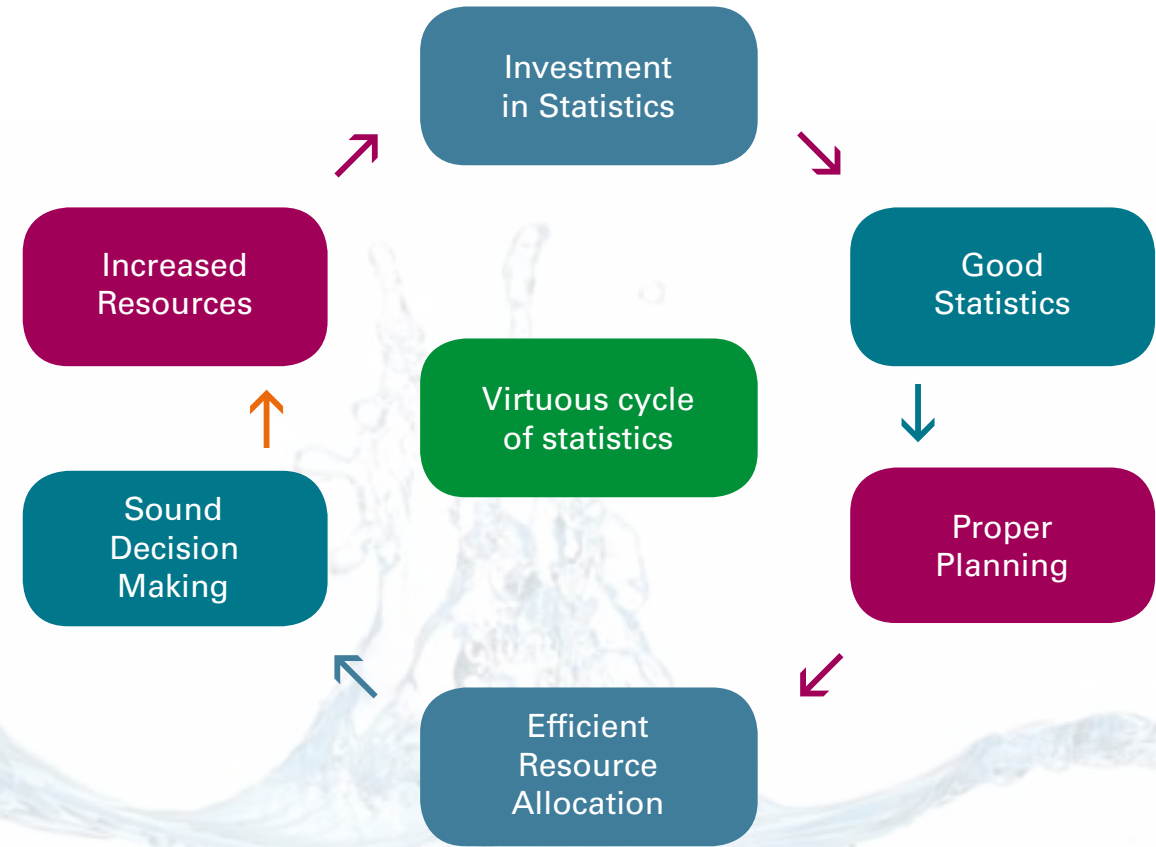 Investment
in Statistics
Good
Statistics
Proper
Planning
Efficient
Resource
Allocation
Sound
Decision
Making
Increased
Resources
Virtuous cycle
of statistics